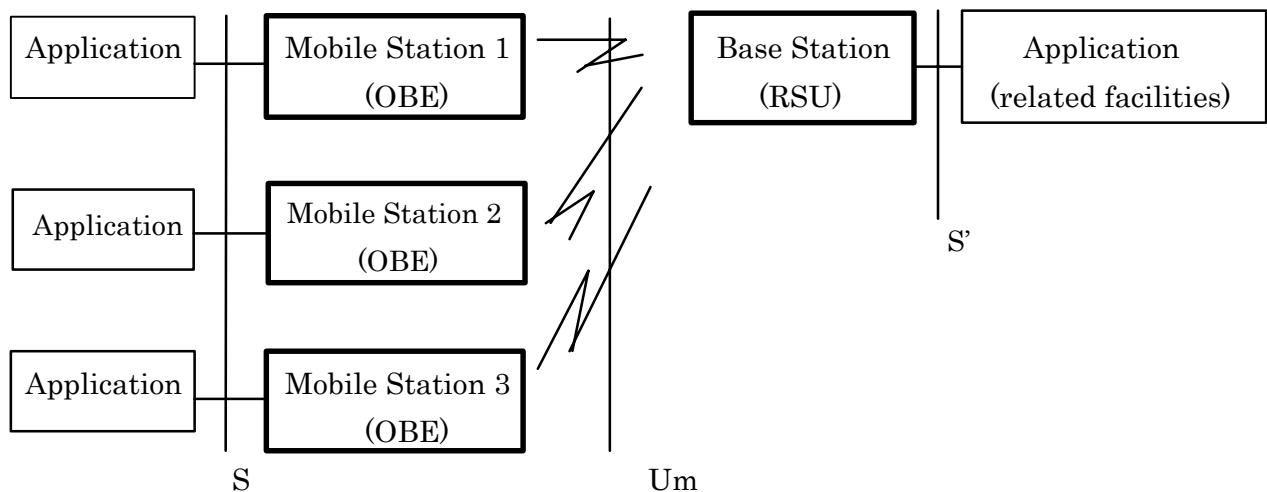 Application
Mobile Station 1
(OBE)
Base Station
(RSU)
Application
(related facilities)
Application
Mobile Station 2
(OBE)
S’
Application
Mobile Station 3
(OBE)
S
Um